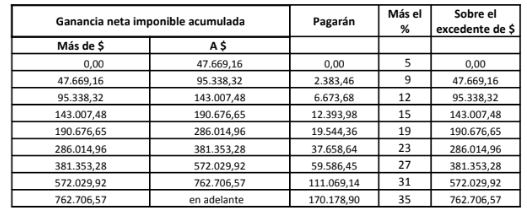 Ganancia neta imponible acumulada Pagarán Más el % Sobre el excedente de $
Más de $ A $
0,00 47.669,16 0,00 5 0,00
47.669,16 95.338,32 2.383,46 9 47.669,16
95.338,32 143.007,48 6.673,68 12 95.338,32
143.007,48 190.676,65 12.393,98 15 143.007,48
190.676,65 286.014,96 19.544,36 19 190.676,65
286.014,96 381.353,28 37.658,64 23 286.014,96
381.353,28 572.029,92 59.586,45 27 381.353,28
572.029,92 762.706,57 111.069,14 31 572.029,92
762.706,57 en adelante 170.178,90 35 762.706,57